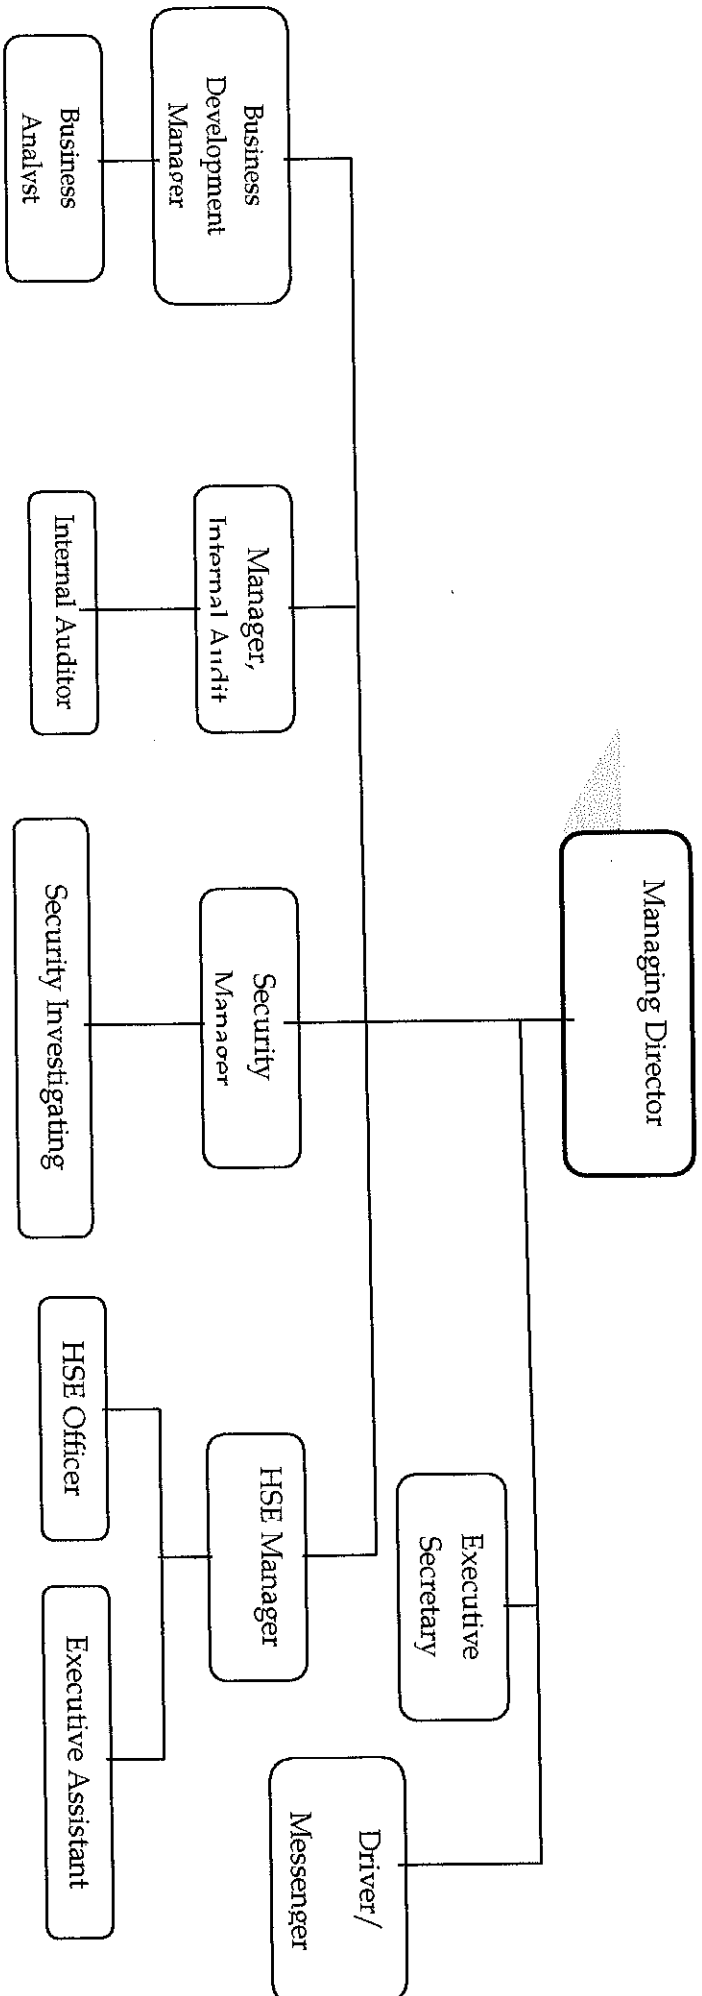 Managing Director
Executive
Secretary
Driver/
Messenger
Business
Development
Manager
Manager,
Internal Audit
Security
Manager
HSE Manager
Business
Analyst
Internal Auditor
Security Investigating
HSE Officer
Executive Assistant